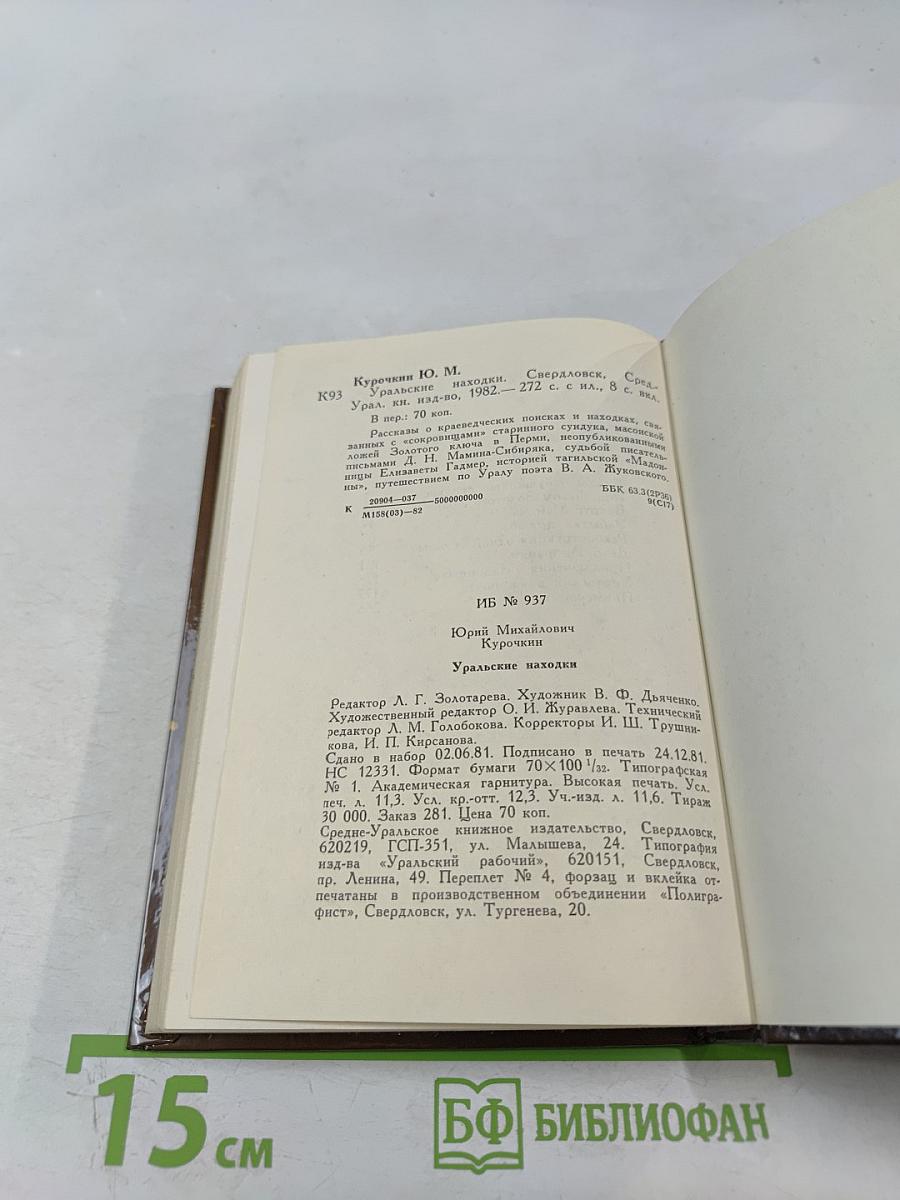 Курочкин Ю. М.
К93 Уральские находки. Свердловск, Сред.-
Урал. кн. изд-во, 1982.— 272 с. с ил., 8 с. вкл.
В пер.: 70 коп.
Рассказы о краеведческих поисках и находках, свя-
занных с «сокровищами» старинного сундука, масонской
ложей Золотого ключа в Перми, неопубликованными
письмами Д. Н. Мамина-Сибиряка, судьбой писатель-
ницы Елизаветы Гадмер, историей тагильской «Мадон-
ны», путешествием по Уралу поэта В. А. Жуковского.
К 20904—037 —5000000000
М158(03)—82
ББК 63.3(2Р36)
9(С17)
ИБ № 937
Юрий Михайлович
Курочкин
Уральские находки
Редактор Л. Г. Золотарева. Художник В. Ф. Дьяченко.
Художественный редактор О. И. Журавлева. Технический
редактор Л. М. Голобокова. Корректоры И. Ш. Трушни-
кова, И. П. Кирсанова.
Сдано в набор 02.06.81. Подписано в печать 24.12.81.
НС 12331. Формат бумаги 70×100 1/32. Типографская
№ 1. Академическая гарнитура. Высокая печать. Усл.
печ. л. 11,3. Усл. кр.-отт. 12,3. Уч.-изд. л. 11,6. Тираж
30 000. Заказ 281. Цена 70 коп.
Средне-Уральское книжное издательство, Свердловск,
620219, ГСП-351, ул. Малышева, 24. Типография
изд-ва «Уральский рабочий», 620151, Свердловск,
пр. Ленина, 49. Переплет № 4, форзац и вклейка от-
печатаны в производственном объединении «Полигра-
фист», Свердловск, ул. Тургенева, 20.
15 см
БФ БИБЛИОФАН